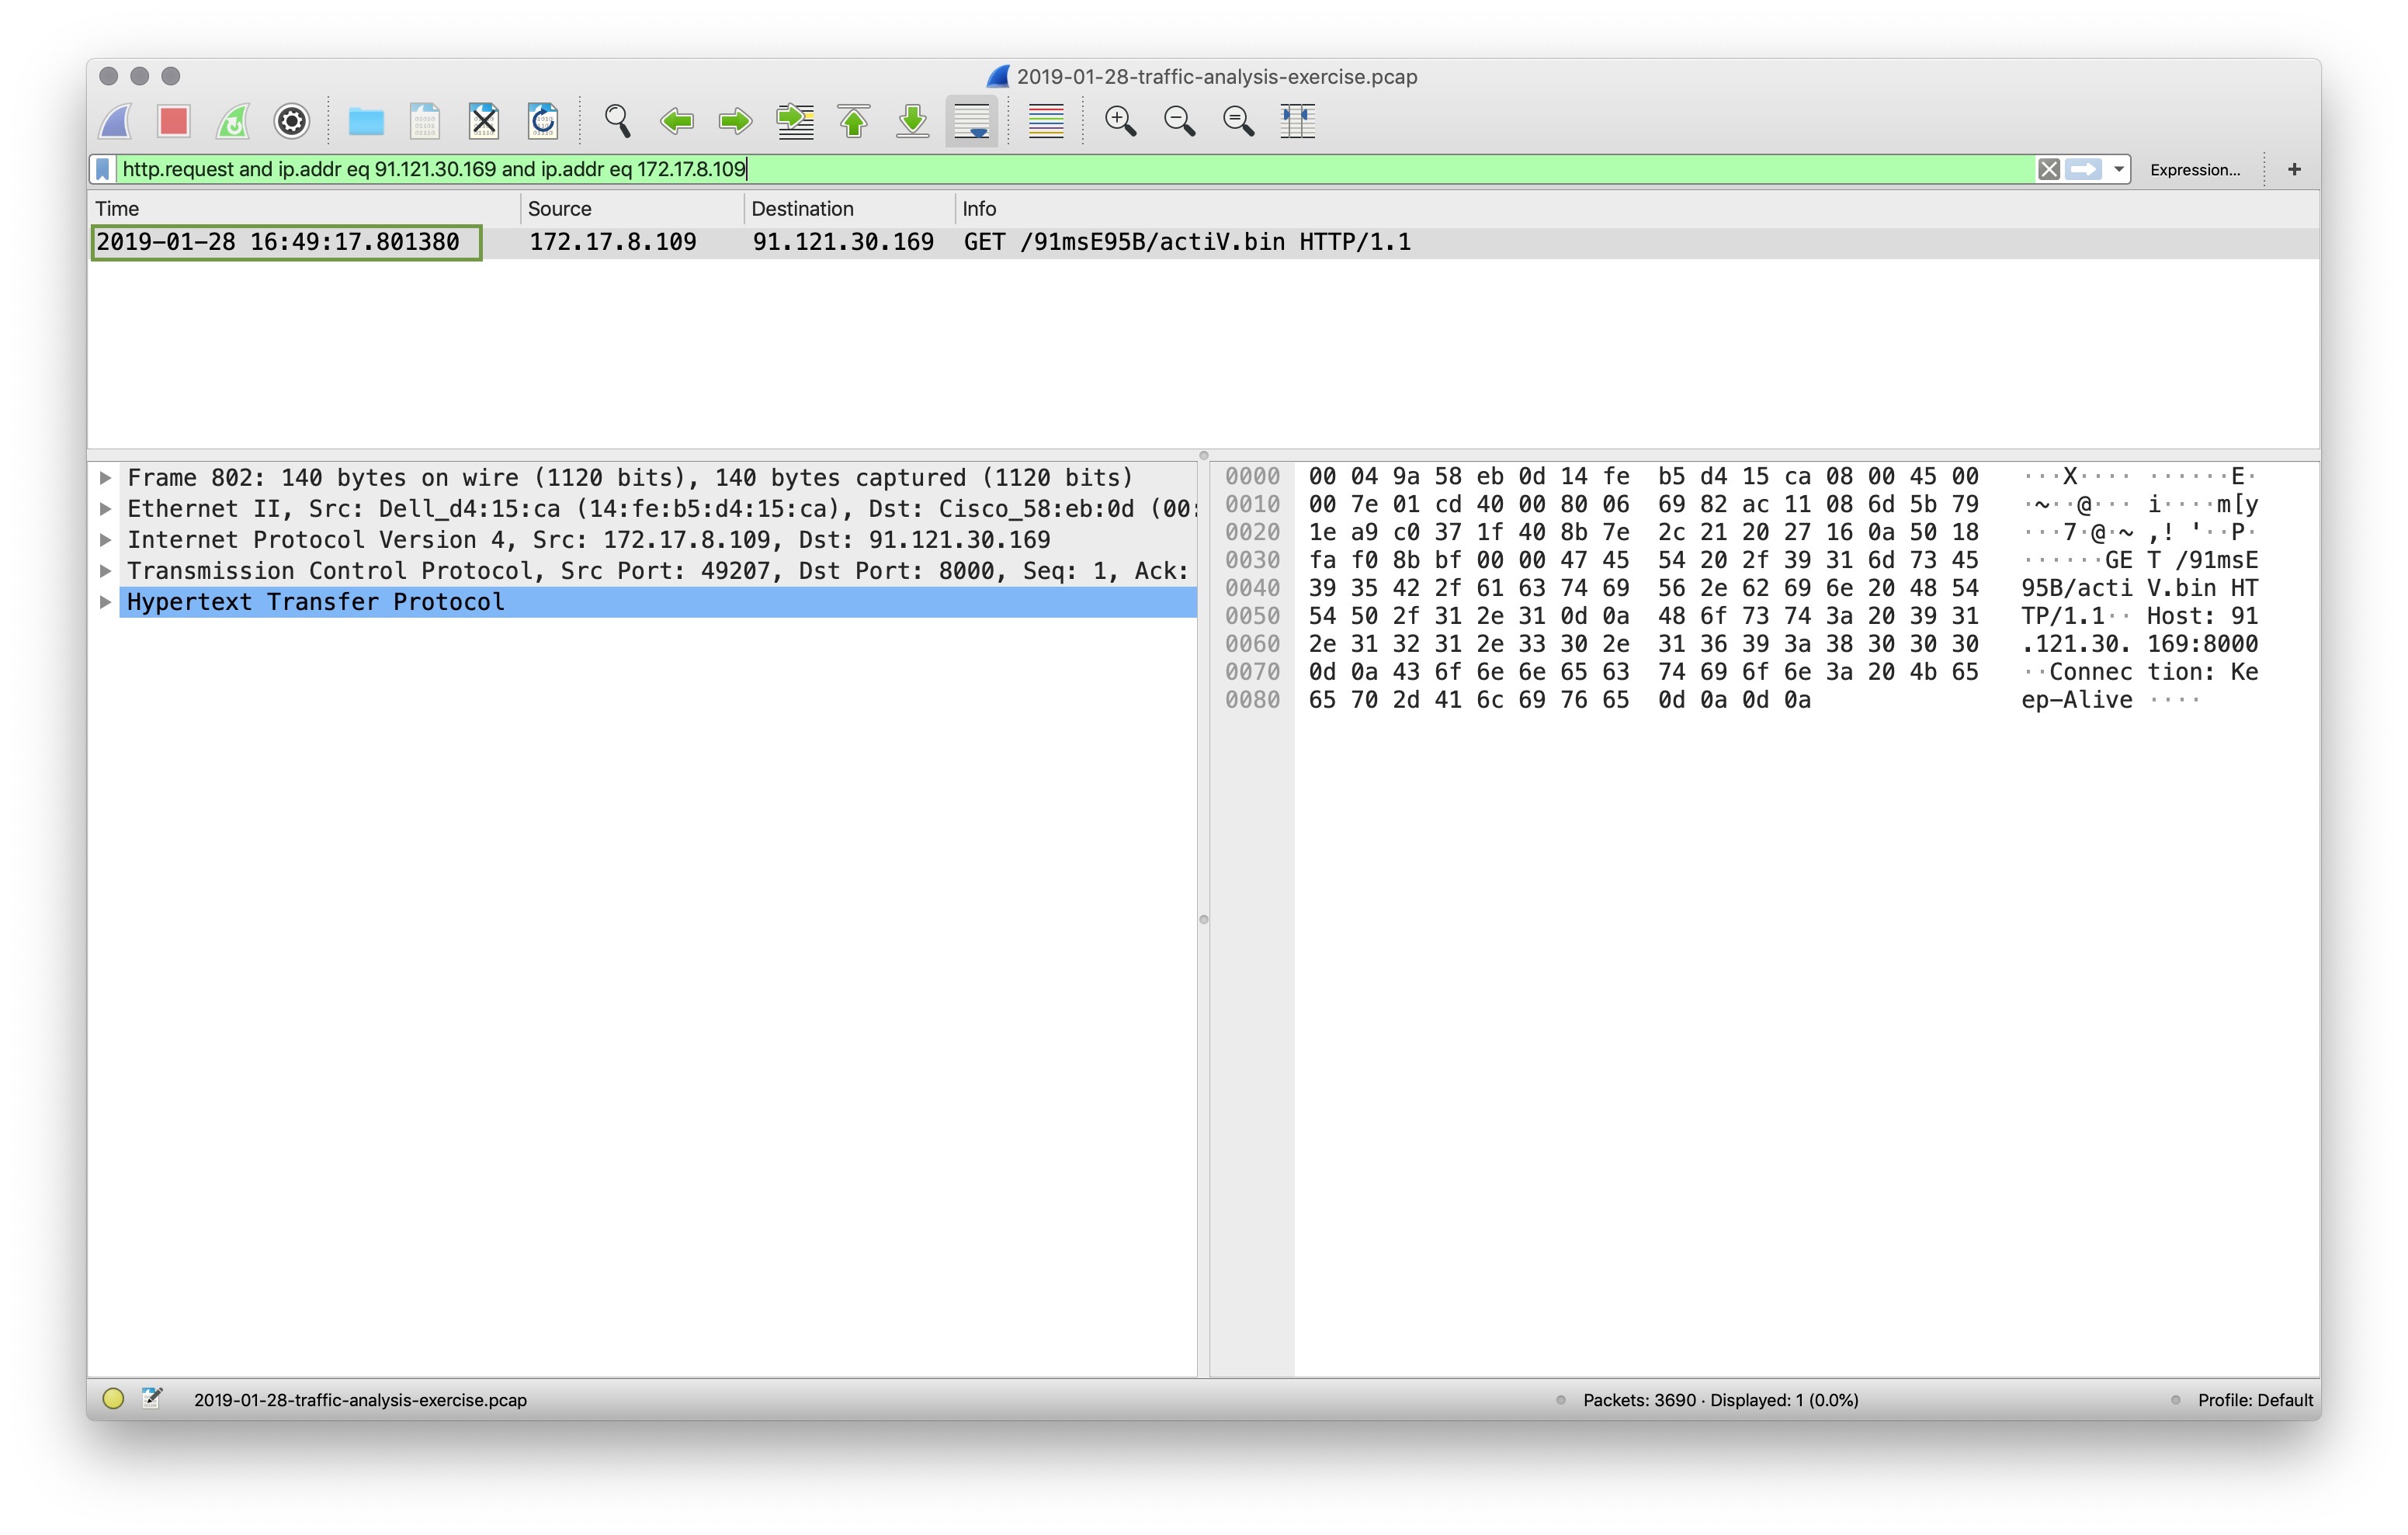 2019-01-28-traffic-analysis-exercise.pcap
http.request and ip.addr eq 91.121.30.169 and ip.addr eq 172.17.8.109 Expression... +
Time Source Destination Info
2019-01-28 16:49:17.801380 172.17.8.109 91.121.30.169 GET /91msE95B/actiV.bin HTTP/1.1
Frame 802: 140 bytes on wire (1120 bits), 140 bytes captured (1120 bits)
Ethernet II, Src: Dell_d4:15:ca (14:fe:b5:d4:15:ca), Dst: Cisco_58:eb:0d (00:
Internet Protocol Version 4, Src: 172.17.8.109, Dst: 91.121.30.169
Transmission Control Protocol, Src Port: 49207, Dst Port: 8000, Seq: 1, Ack:
Hypertext Transfer Protocol
0000 00 04 9a 58 eb 0d 14 fe b5 d4 15 ca 08 00 45 00 ···X···· ······E·
0010 00 7e 01 cd 40 00 80 06 69 82 ac 11 08 6d 5b 79 ·~··@··· i····m[y
0020 1e a9 c0 37 1f 40 8b 7e 2c 21 20 27 16 0a 50 18 ···7·@·~ ,! '··P·
0030 fa f0 8b bf 00 00 47 45 54 20 2f 39 31 6d 73 45 ······GE T /91msE
0040 39 35 42 2f 61 63 74 69 56 2e 62 69 6e 20 48 54 95B/acti V.bin HT
0050 54 50 2f 31 2e 31 0d 0a 48 6f 73 74 3a 20 39 31 TP/1.1·· Host: 91
0060 2e 31 32 31 2e 33 30 2e 31 36 39 3a 38 30 30 30 .121.30. 169:8000
0070 0d 0a 43 6f 6e 6e 65 63 74 69 6f 6e 3a 20 4b 65 ··Connec tion: Ke
0080 65 70 2d 41 6c 69 76 65 0d 0a 0d 0a ep-Alive ····
2019-01-28-traffic-analysis-exercise.pcap Packets: 3690 · Displayed: 1 (0.0%) Profile: Default